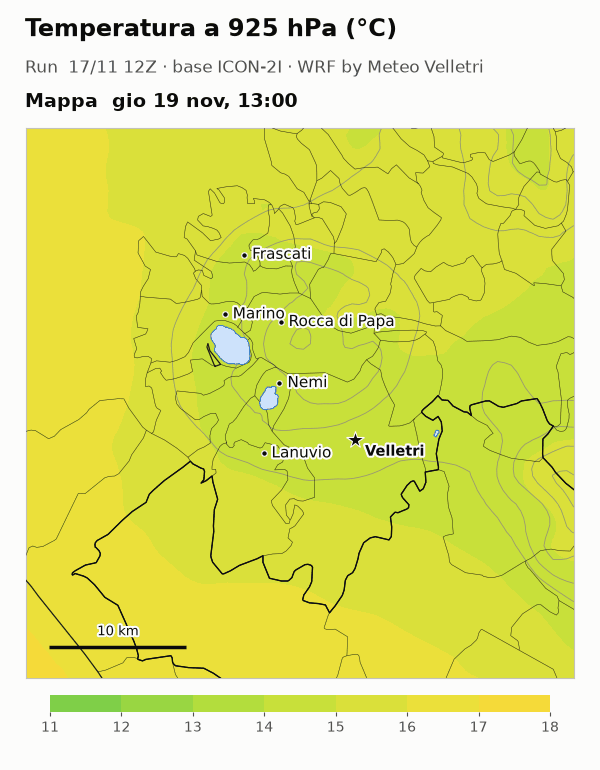 Temperatura a 925 hPa (°C)
Run  17/11 12Z · base ICON-2I · WRF by Meteo Velletri
Mappa  gio 19 nov, 13:00
Frascati
Marino
Rocca di Papa
Nemi
Velletri
Lanuvio
10 km
11 12 13 14 15 16 17 18